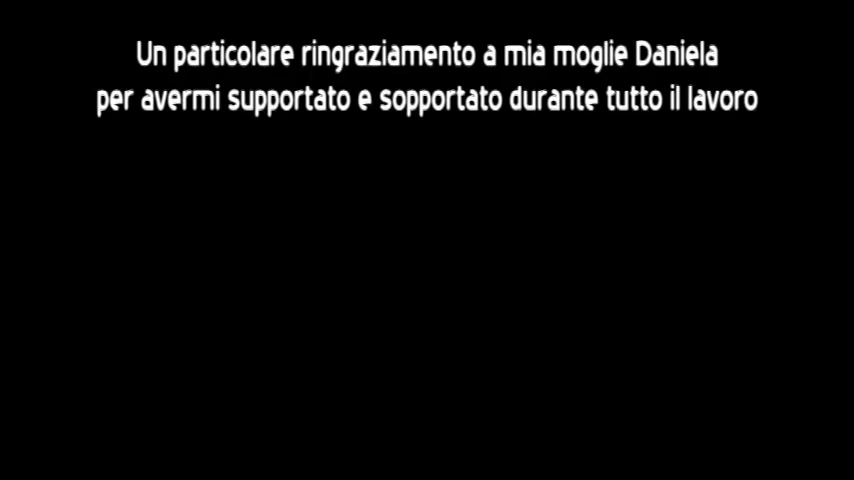 Un particolare ringraziamento a mia moglie Daniela
per avermi supportato e sopportato durante tutto il lavoro